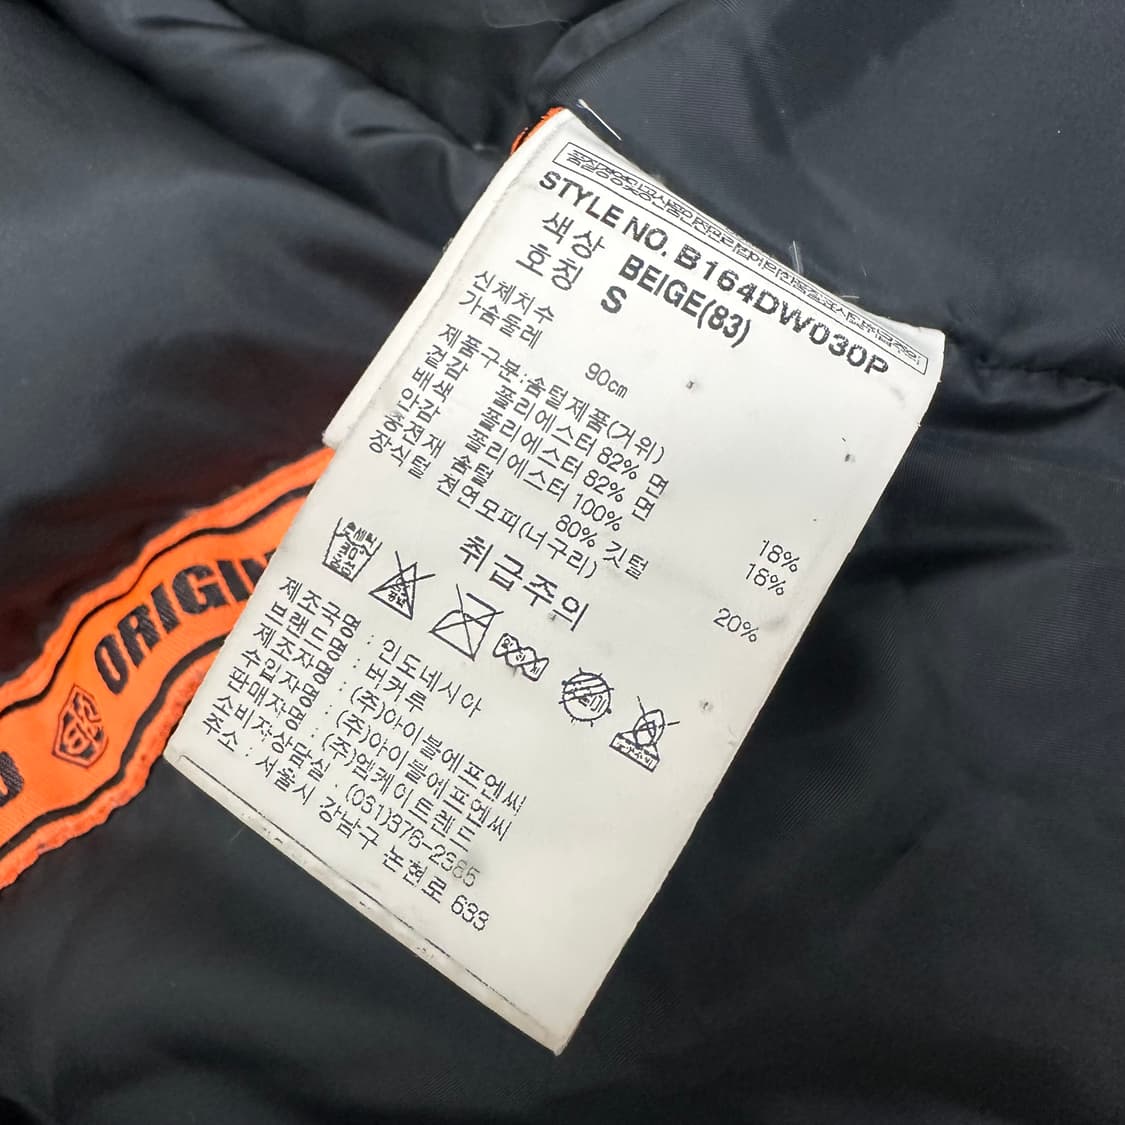 STYLE NO. B164DW030P
색상 BEIGE(83)
호칭 S
신체치수
가슴둘레 90cm
제품구분:솜털제품(거위)
겉감 폴리에스터 82% 면 18%
배색 폴리에스터 82% 면 18%
안감 폴리에스터 100%
충전재 솜털 80% 깃털 20%
장식털 천연모피(너구리)
취급주의
제조국명 : 인도네시아
브랜드명 : 버커루
제조자명 : (주)아이블에프엔씨
수입자명 : (주)아이블에프엔씨
판매자명 : (주)엠케이트렌드
소비자상담실 : (031)376-2385
주소 : 서울시 강남구 논현로 633
ORIGIN